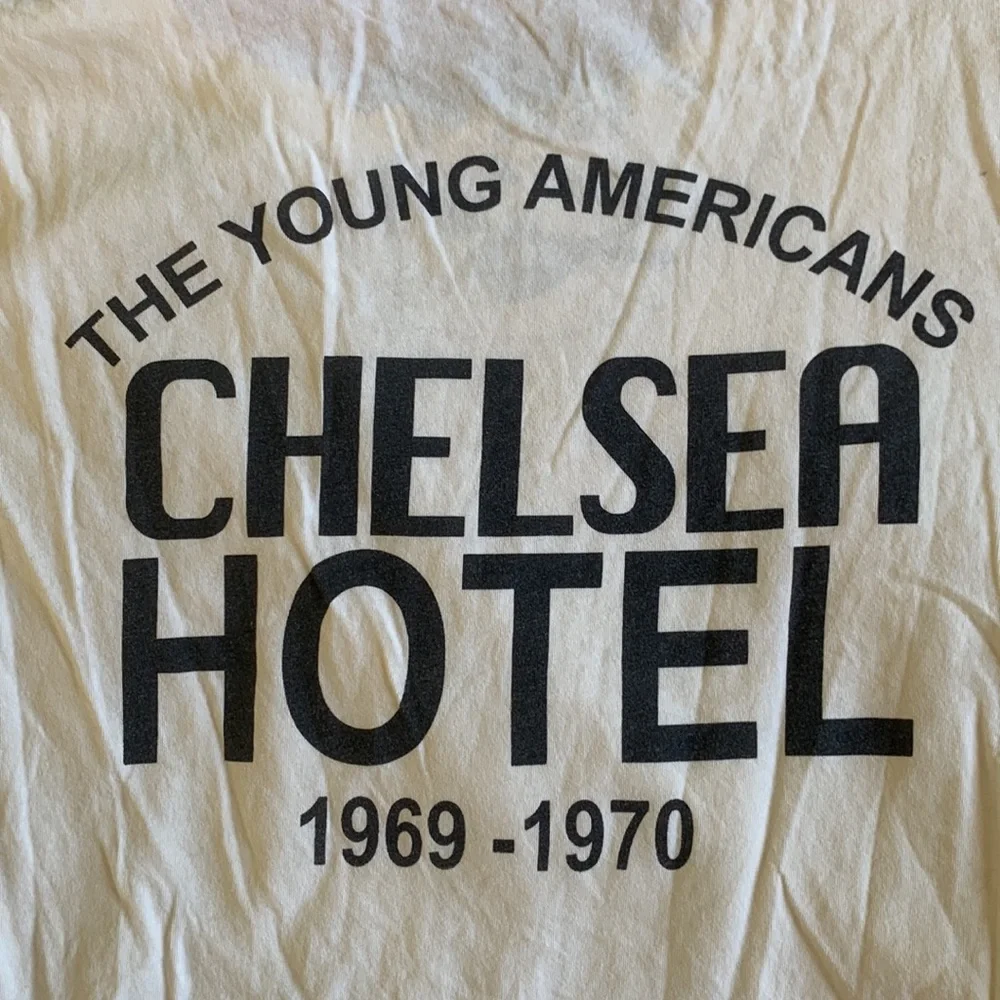 THE YOUNG AMERICANS
CHELSEA
HOTEL
1969 -1970